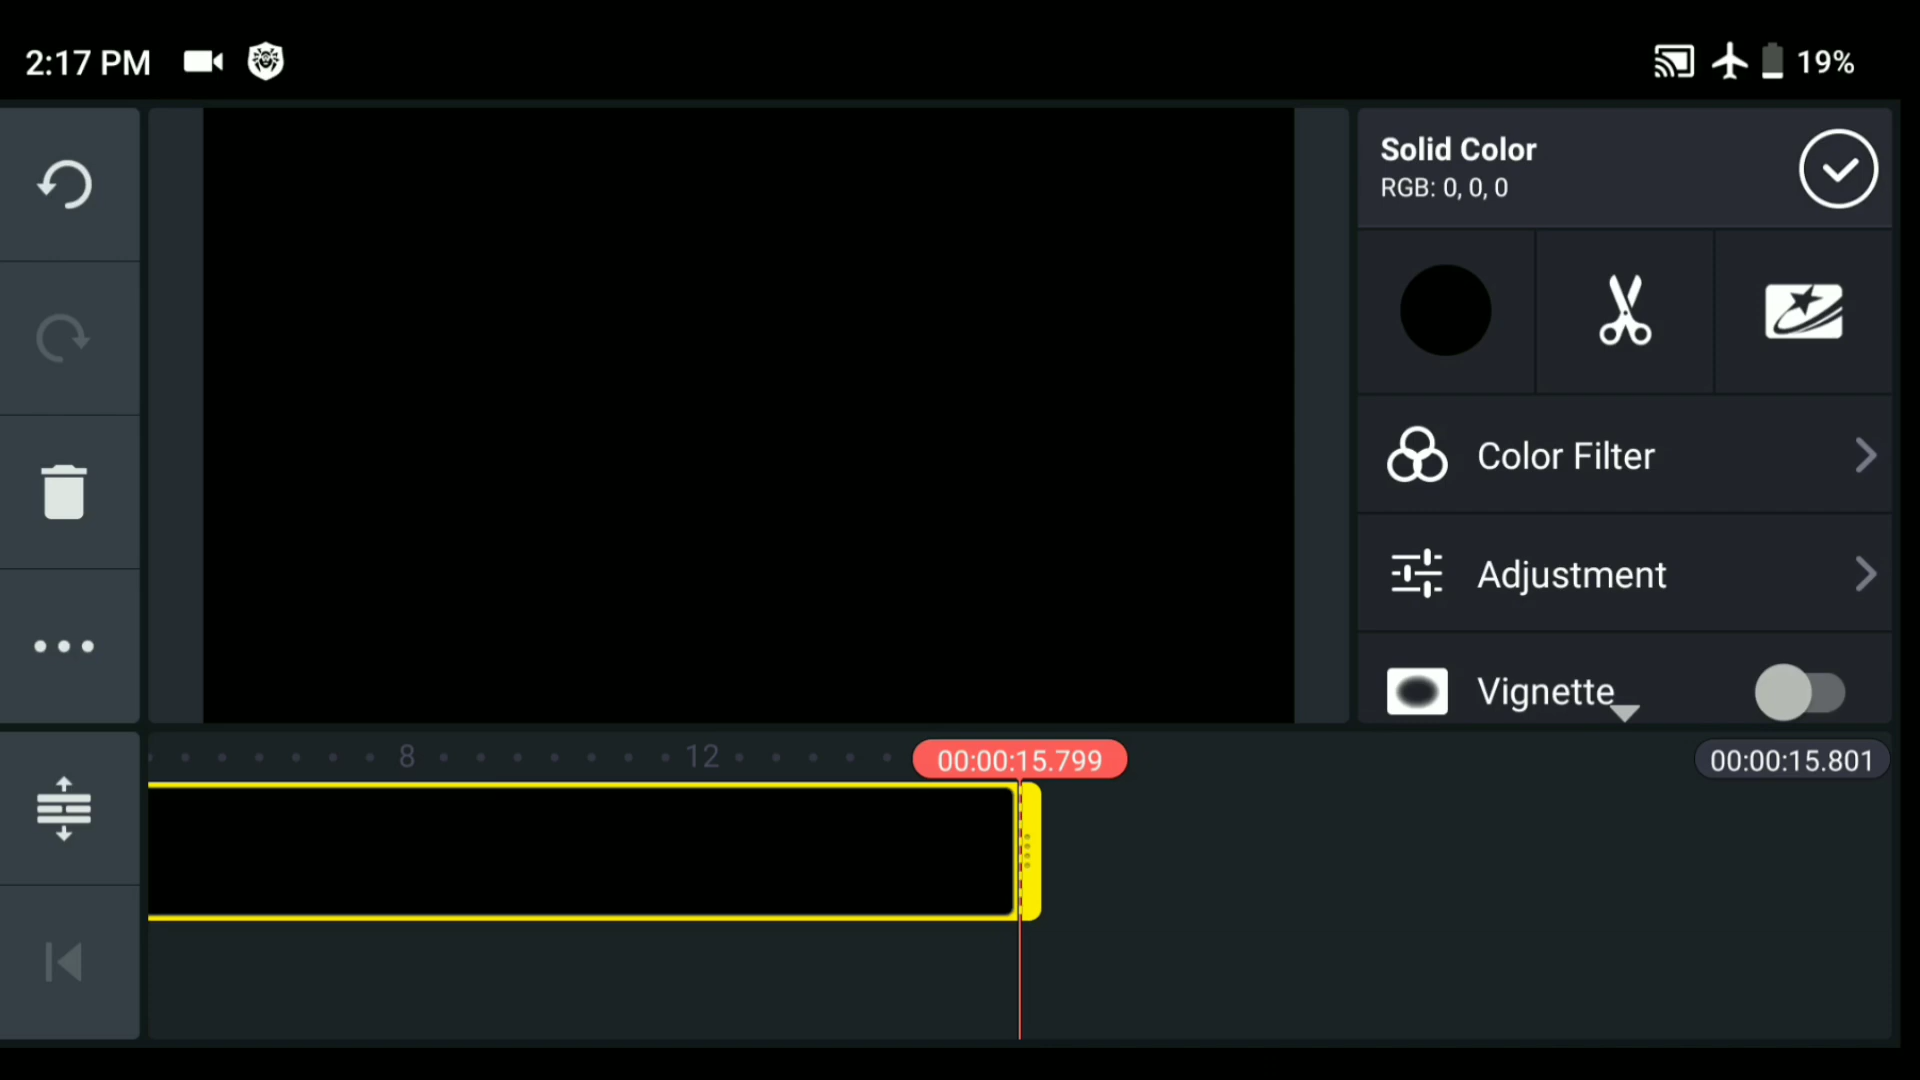 2:17 PM
19%
Solid Color
RGB: 0, 0, 0
Color Filter
Adjustment
Vignette
8
12
00:00:15.799
00:00:15.801